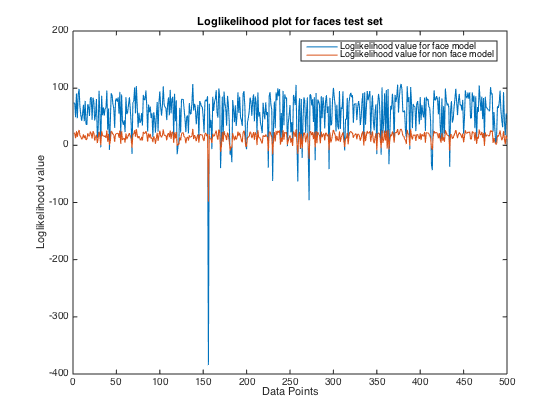 Loglikelihood plot for faces test set
Loglikelihood value for face model
Loglikelihood value for non face model
Loglikelihood value
200
100
0
-100
-200
-300
-400
0 50 100 150 200 250 300 350 400 450 500
Data Points